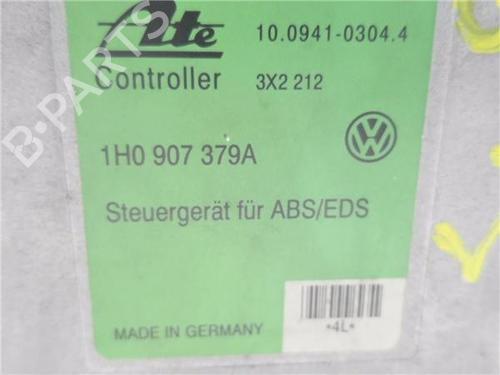 Ate 10.0941-0304.4
Controller 3X2 212
1H0 907 379A
Steuergerät für ABS/EDS
MADE IN GERMANY
*4L*
B-PARTS